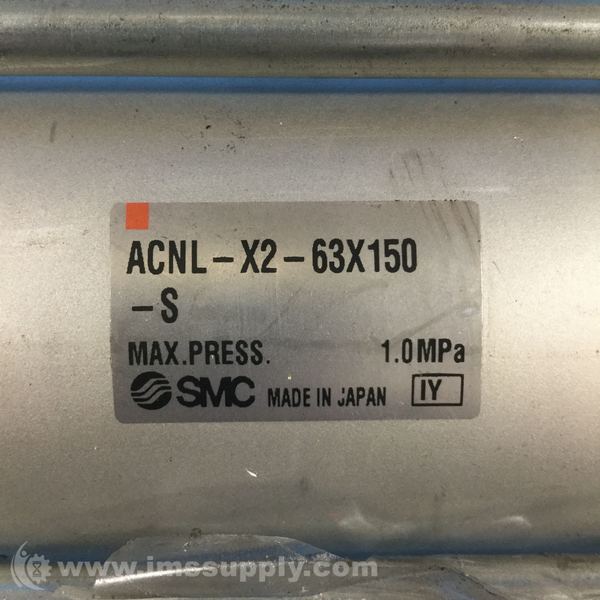 ACNL-X2-63X150
-S
MAX.PRESS. 1.0MPa
SMC MADE IN JAPAN IY
www.imssupply.com